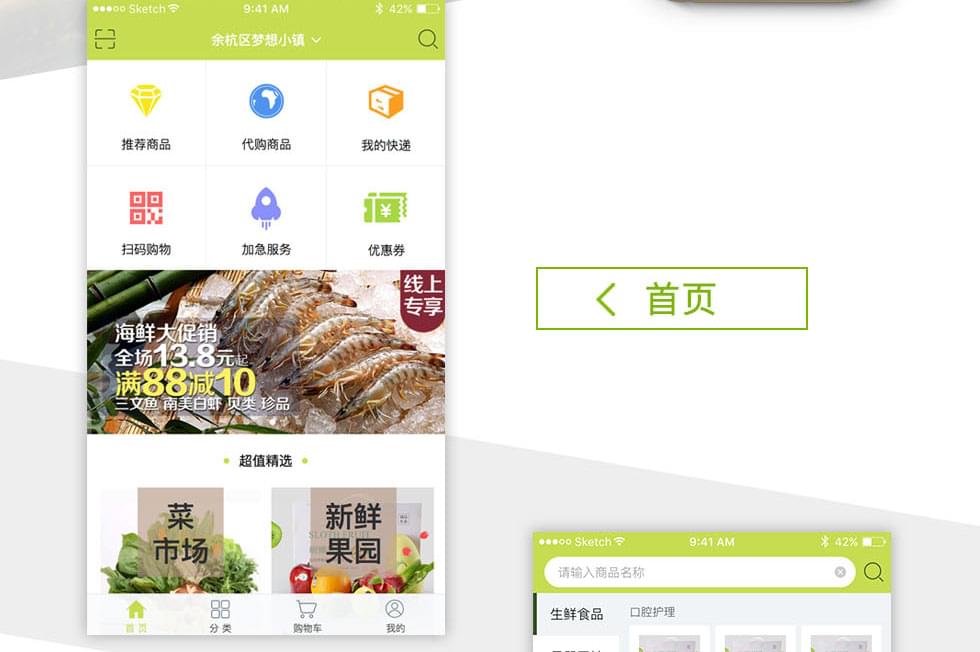 Sketch 9:41 AM 42%
余杭区梦想小镇
推荐商品 代购商品 我的快递
扫码购物 加急服务 优惠券
线上
专享
海鲜大促销
全场13.8元起
满88减10
三文鱼 南美白虾 贝类 珍品
超值精选
菜
市场
新鲜
果园
首页 分类 购物车 我的
首页
Sketch 9:41 AM 42%
请输入商品名称
生鲜食品 口腔护理